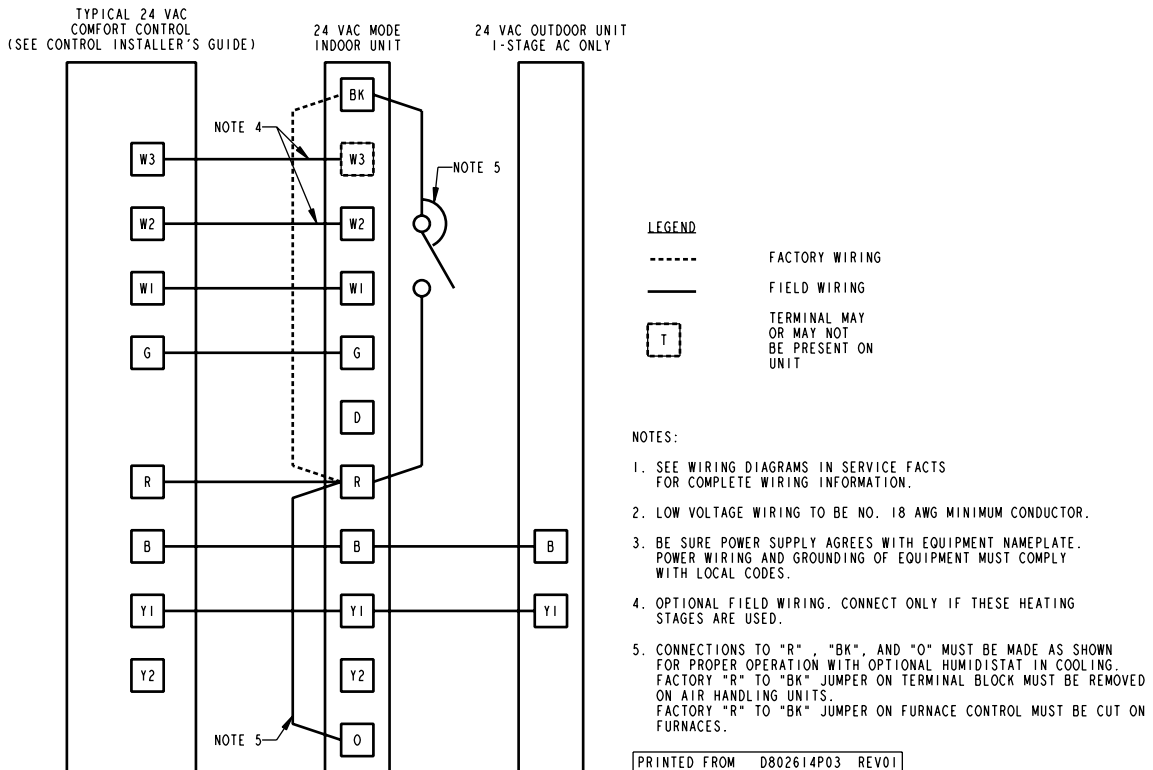 TYPICAL 24 VAC
COMFORT CONTROL
(SEE CONTROL INSTALLER'S GUIDE)
24 VAC MODE
INDOOR UNIT
24 VAC OUTDOOR UNIT
1-STAGE AC ONLY
BK
NOTE 4
W3
W3
NOTE 5
W2
W2
W1
W1
G
G
D
R
R
B
B
B
Y1
Y1
Y1
Y2
Y2
NOTE 5
O
LEGEND
FACTORY WIRING
FIELD WIRING
T
TERMINAL MAY
OR MAY NOT
BE PRESENT ON
UNIT
NOTES:
1. SEE WIRING DIAGRAMS IN SERVICE FACTS
FOR COMPLETE WIRING INFORMATION.
2. LOW VOLTAGE WIRING TO BE NO. 18 AWG MINIMUM CONDUCTOR.
3. BE SURE POWER SUPPLY AGREES WITH EQUIPMENT NAMEPLATE.
POWER WIRING AND GROUNDING OF EQUIPMENT MUST COMPLY
WITH LOCAL CODES.
4. OPTIONAL FIELD WIRING. CONNECT ONLY IF THESE HEATING
STAGES ARE USED.
5. CONNECTIONS TO "R" , "BK", AND "O" MUST BE MADE AS SHOWN
FOR PROPER OPERATION WITH OPTIONAL HUMIDISTAT IN COOLING.
FACTORY "R" TO "BK" JUMPER ON TERMINAL BLOCK MUST BE REMOVED
ON AIR HANDLING UNITS.
FACTORY "R" TO "BK" JUMPER ON FURNACE CONTROL MUST BE CUT ON
FURNACES.
PRINTED FROM D802614P03 REV01